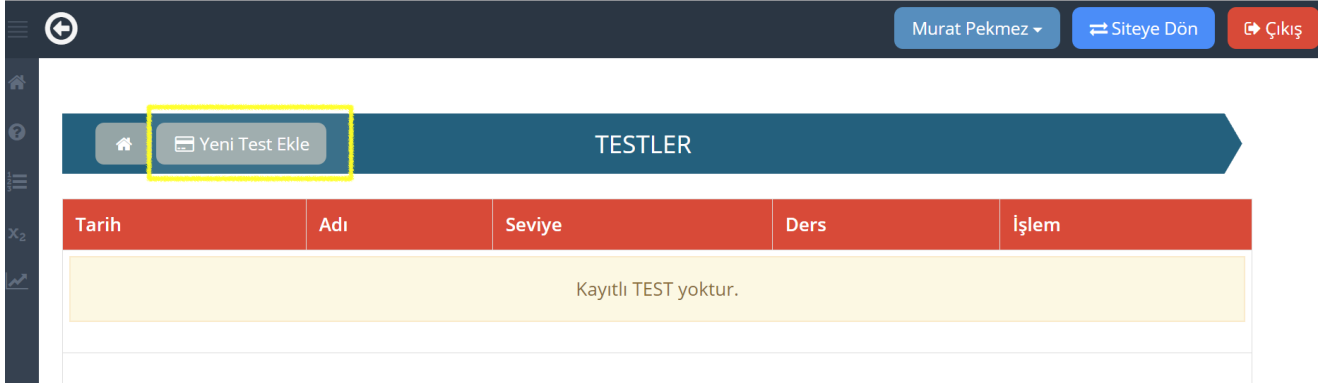 Murat Pekmez
Siteye Dön
Çıkış
Yeni Test Ekle
TESTLER
Tarih Adı Seviye Ders İşlem
Kayıtlı TEST yoktur.